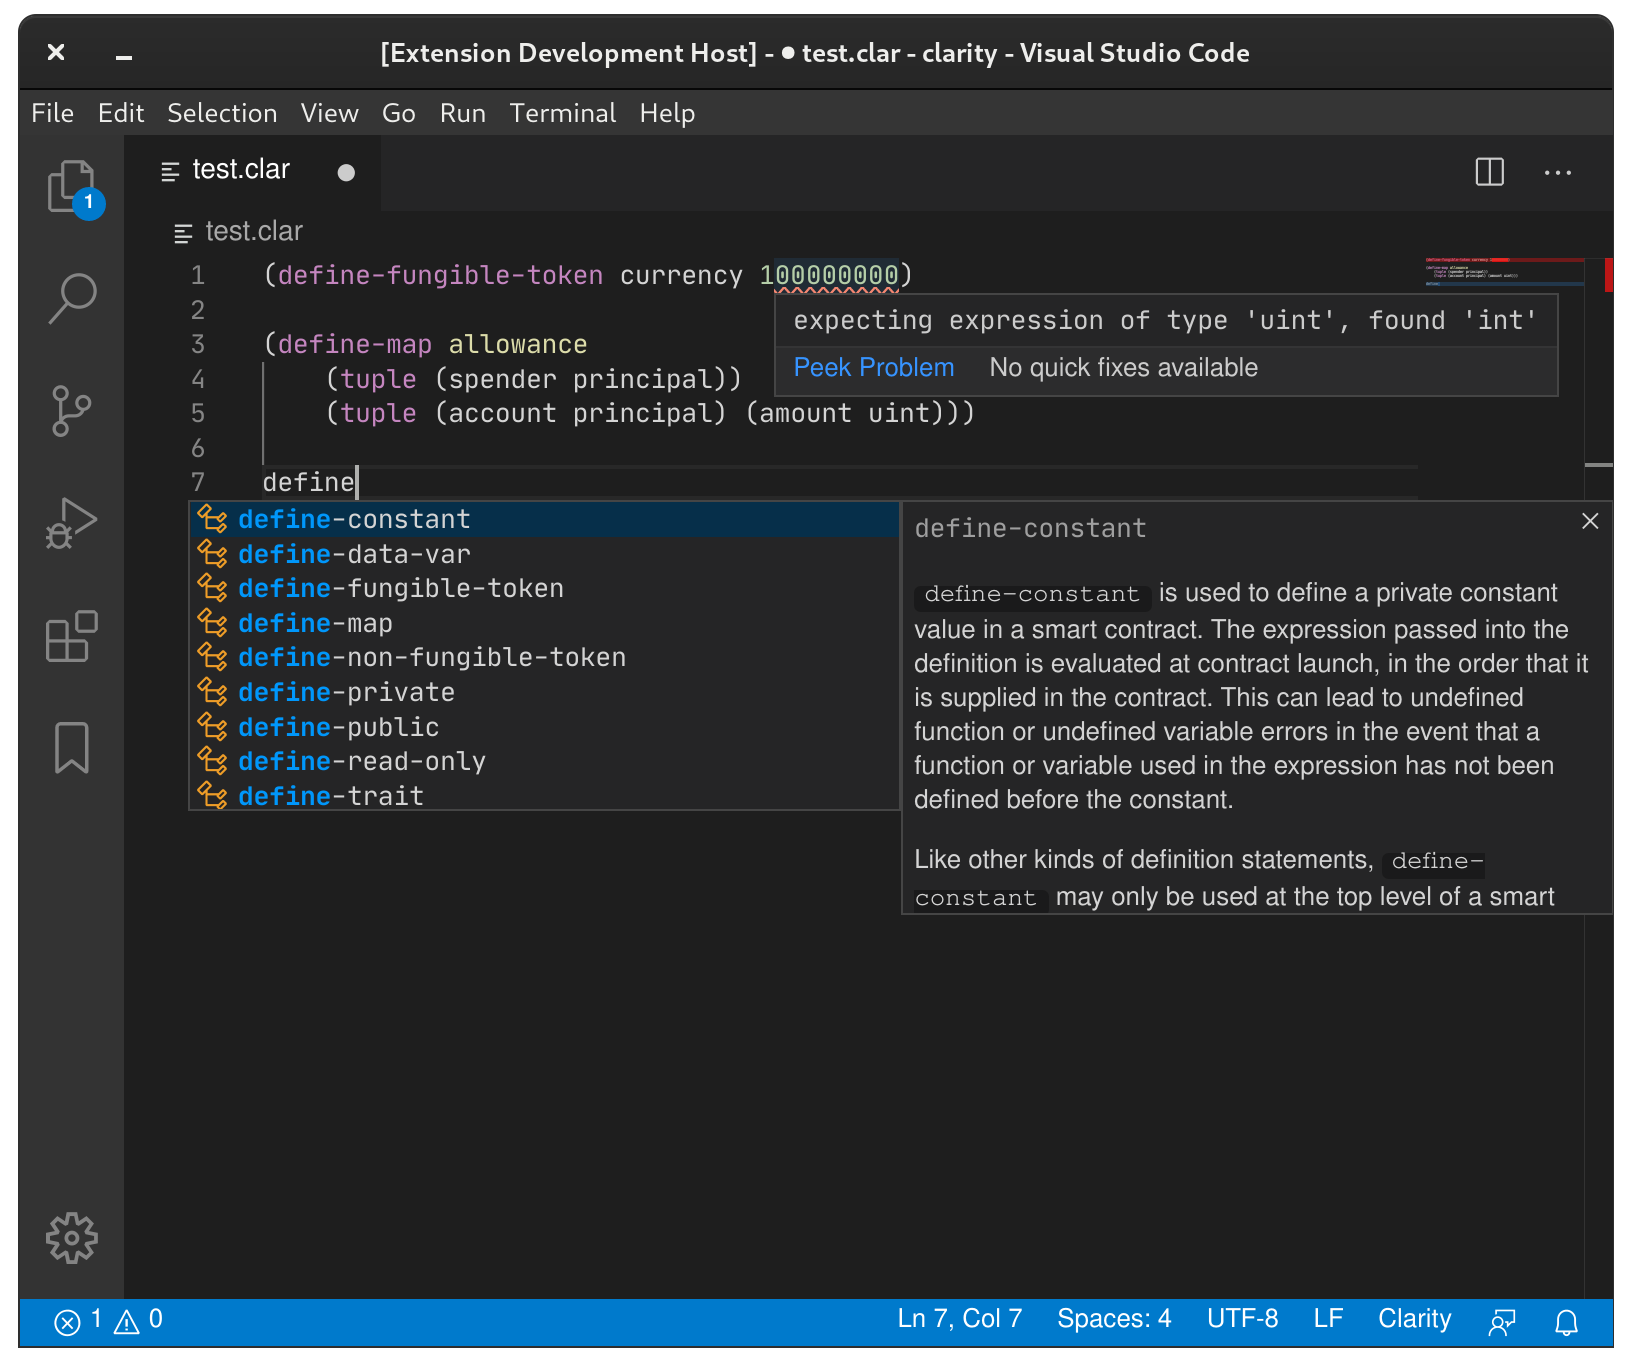 [Extension Development Host] - ● test.clar - clarity - Visual Studio Code
File Edit Selection View Go Run Terminal Help
test.clar
1
test.clar
1 (define-fungible-token currency 100000000)
2
expecting expression of type 'uint', found 'int'
3 (define-map allowance
Peek Problem No quick fixes available
4 (tuple (spender principal))
5 (tuple (account principal) (amount uint)))
6
7 define
define-constant
define-data-var
define-fungible-token
define-map
define-non-fungible-token
define-private
define-public
define-read-only
define-trait
define-constant
define-constant is used to define a private constant
value in a smart contract. The expression passed into the
definition is evaluated at contract launch, in the order that it
is supplied in the contract. This can lead to undefined
function or undefined variable errors in the event that a
function or variable used in the expression has not been
defined before the constant.
Like other kinds of definition statements, define-
constant may only be used at the top level of a smart
1 0 Ln 7, Col 7 Spaces: 4 UTF-8 LF Clarity